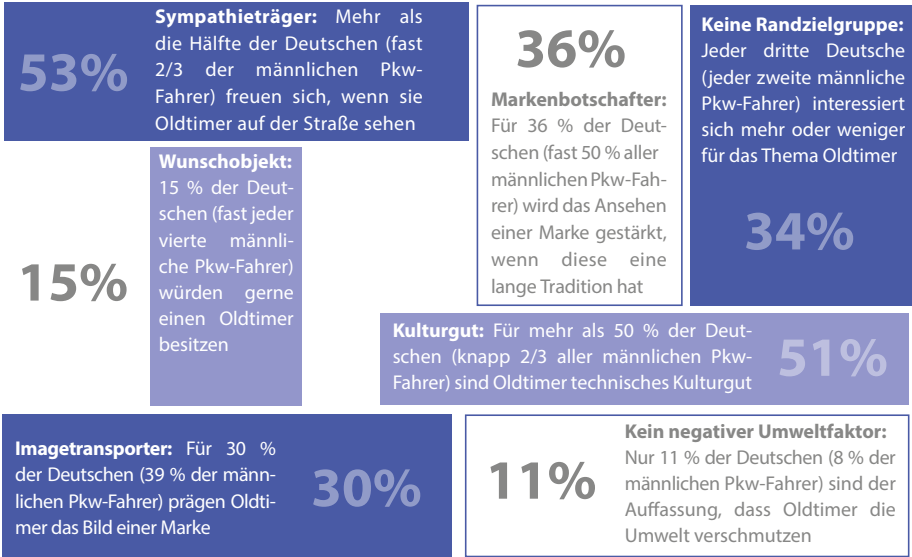 53%
Sympathieträger: Mehr als
die Hälfte der Deutschen (fast
2/3 der männlichen Pkw-
Fahrer) freuen sich, wenn sie
Oldtimer auf der Straße sehen
36%
Markenbotschafter:
Für 36 % der Deut-
schen (fast 50 % aller
männlichen Pkw-Fah-
rer) wird das Ansehen
einer Marke gestärkt,
wenn diese eine
lange Tradition hat
Keine Randzielgruppe:
Jeder dritte Deutsche
(jeder zweite männliche
Pkw-Fahrer) interessiert
sich mehr oder weniger
für das Thema Oldtimer
34%
15%
Wunschobjekt:
15 % der Deut-
schen (fast jeder
vierte männli-
che Pkw-Fahrer)
würden gerne
einen Oldtimer
besitzen
Kulturgut: Für mehr als 50 % der Deut-
schen (knapp 2/3 aller männlichen Pkw-
Fahrer) sind Oldtimer technisches Kulturgut
51%
Imagetransporter: Für 30 %
der Deutschen (39 % der männ-
lichen Pkw-Fahrer) prägen Oldti-
mer das Bild einer Marke
30%
11%
Kein negativer Umweltfaktor:
Nur 11 % der Deutschen (8 % der
männlichen Pkw-Fahrer) sind der
Auffassung, dass Oldtimer die
Umwelt verschmutzen